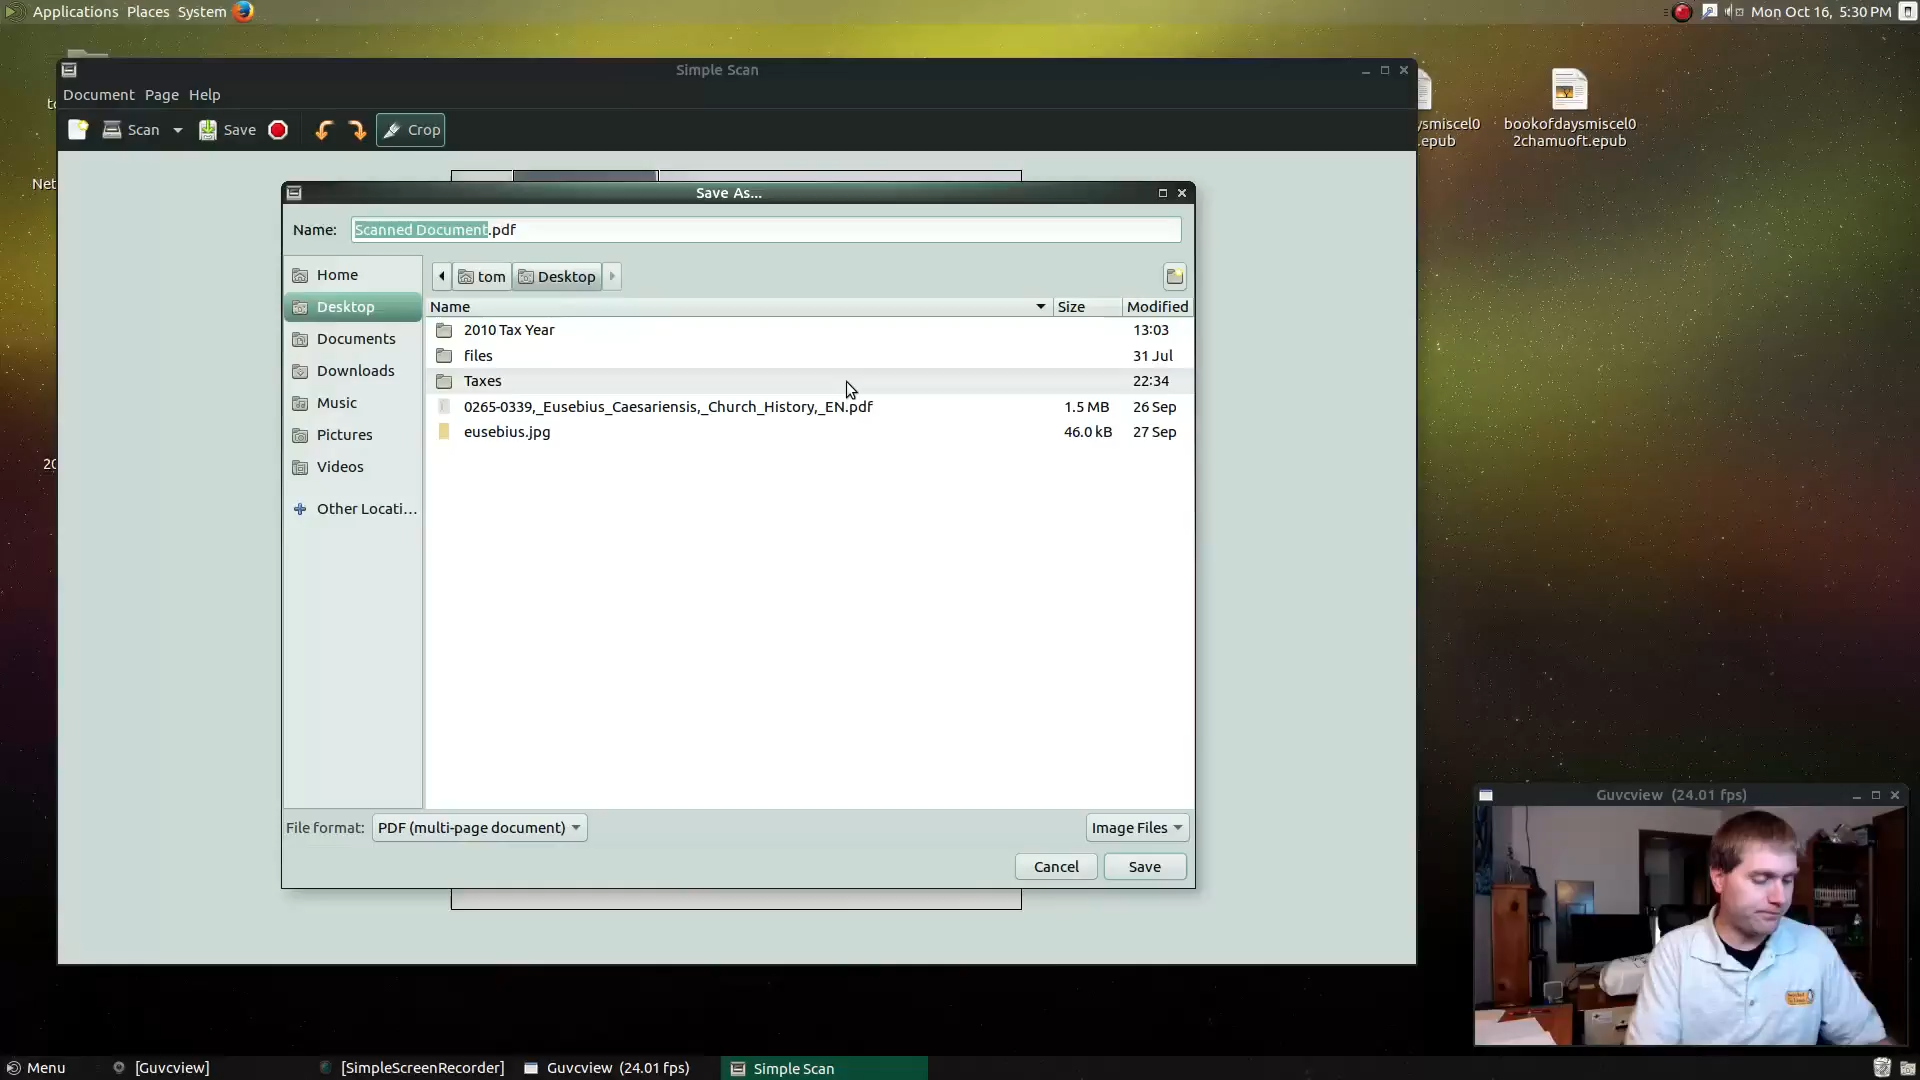 Applications Places System
Mon Oct 16, 5:30 PM
Simple Scan
Document Page Help
Scan Save Crop
ysmiscel0
.epub
bookofdaysmiscel0
2chamuoft.epub
Net
Save As...
Name: Scanned Document.pdf
Home
Desktop
Documents
Downloads
Music
Pictures
Videos
Other Locati...
tom Desktop
Name Size Modified
2010 Tax Year 13:03
files 31 Jul
Taxes 22:34
0265-0339,_Eusebius_Caesariensis,_Church_History,_EN.pdf 1.5 MB 26 Sep
eusebius.jpg 46.0 kB 27 Sep
20
File format: PDF (multi-page document)
Image Files
Cancel Save
Guvcview (24.01 fps)
Menu [Guvcview] [SimpleScreenRecorder] Guvcview (24.01 fps) Simple Scan